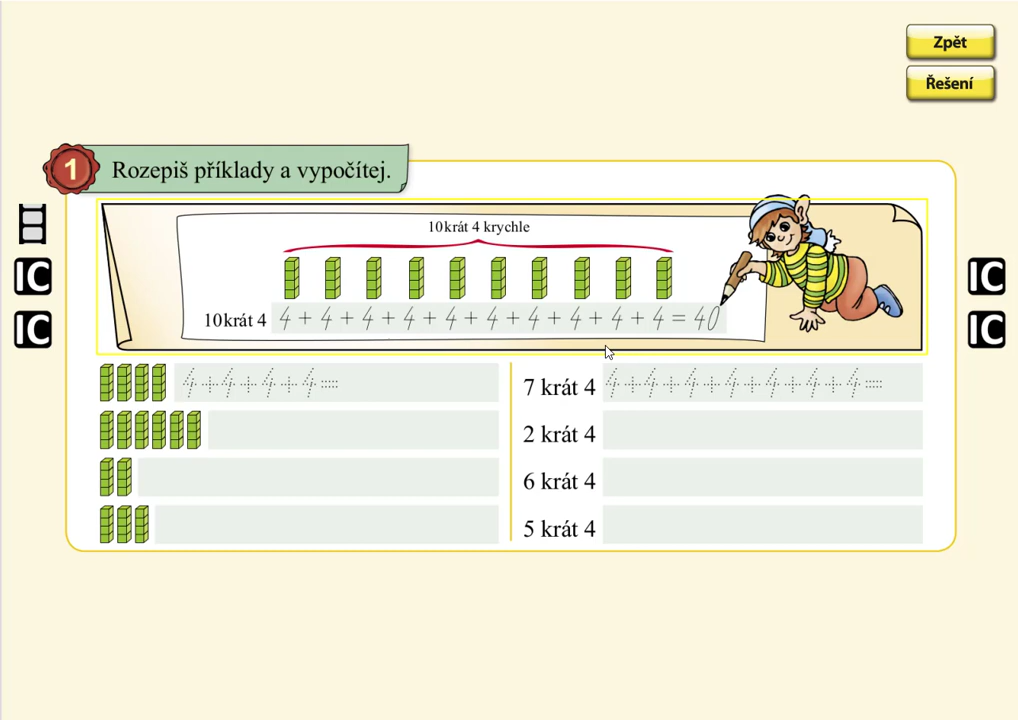 Zpět
Řešení
1 Rozepiš příklady a vypočítej.
10krát 4 krychle
10krát 4 4 + 4 + 4 + 4 + 4 + 4 + 4 + 4 + 4 + 4 = 40
IC
IC
IC
IC
4 + 4 + 4 + 4 =
7 krát 4 4 + 4 + 4 + 4 + 4 + 4 + 4 =
2 krát 4
6 krát 4
5 krát 4